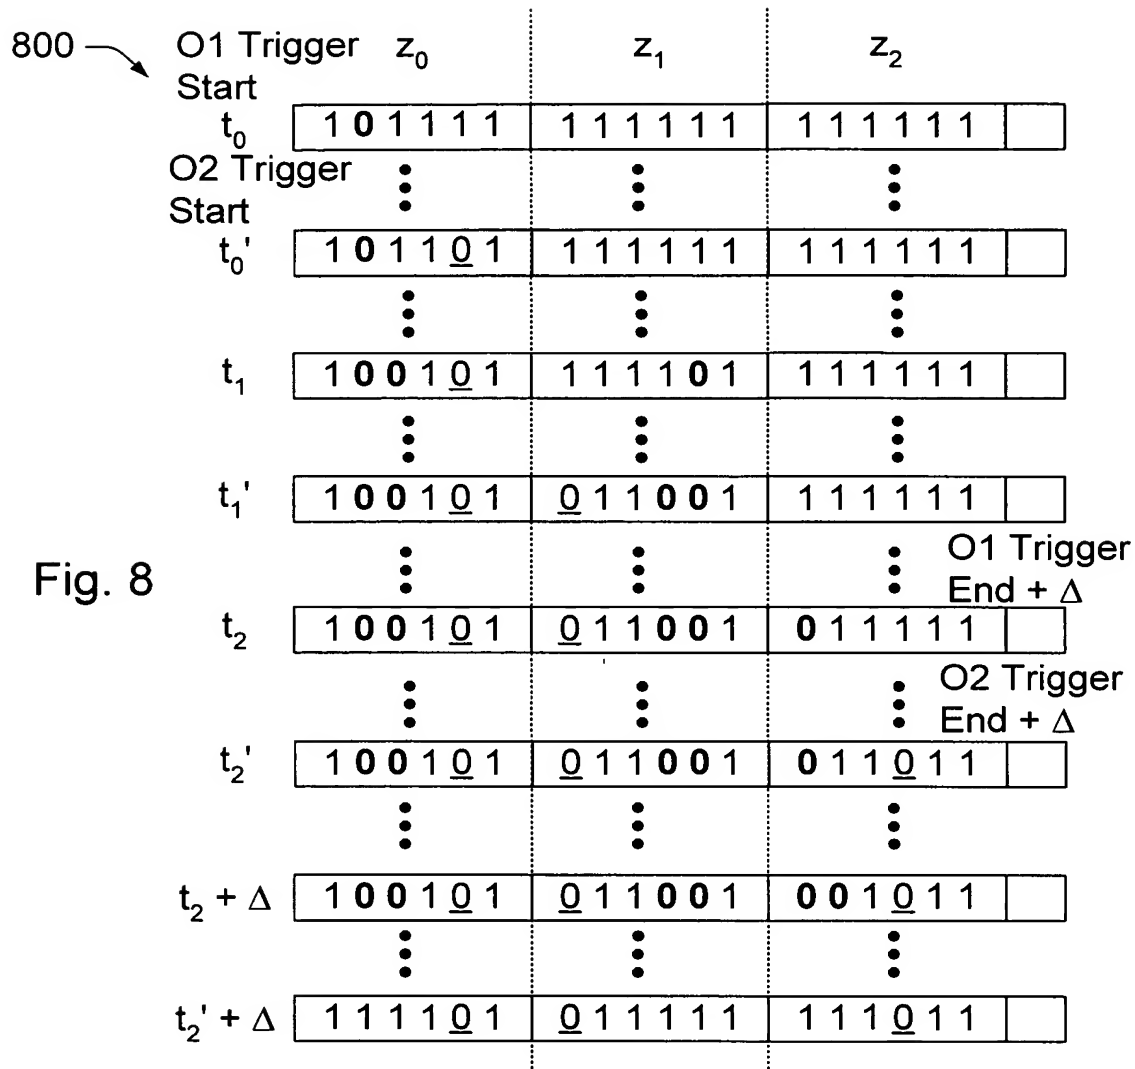 800 O1 Trigger z0 z1 z2
Start
t0 1 0 1 1 1 1 1 1 1 1 1 1 1 1 1 1 1 1
O2 Trigger
Start
t0' 1 0 1 1 0 1 1 1 1 1 1 1 1 1 1 1 1 1
t1 1 0 0 1 0 1 1 1 1 1 0 1 1 1 1 1 1 1
t1' 1 0 0 1 0 1 0 1 1 0 0 1 1 1 1 1 1 1
O1 Trigger
Fig. 8 End + Δ
t2 1 0 0 1 0 1 0 1 1 0 0 1 0 1 1 1 1 1
O2 Trigger
End + Δ
t2' 1 0 0 1 0 1 0 1 1 0 0 1 0 1 1 0 1 1
t2 + Δ 1 0 0 1 0 1 0 1 1 0 0 1 0 0 1 0 1 1
t2' + Δ 1 1 1 1 0 1 0 1 1 1 1 1 1 1 1 0 1 1